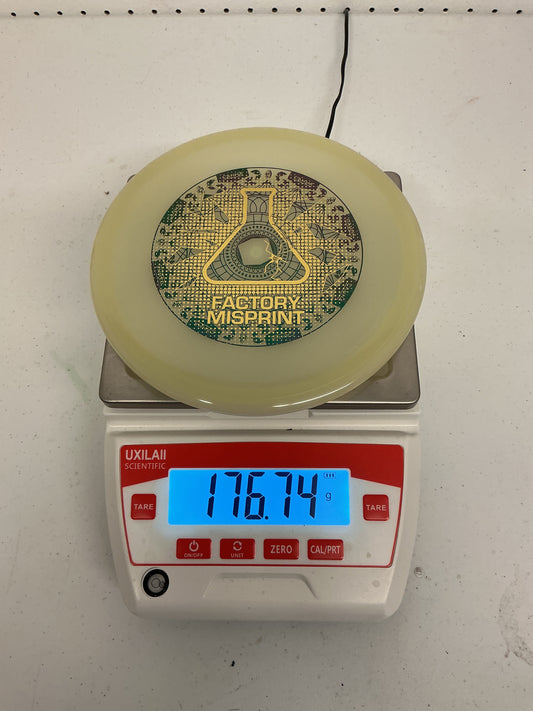 FACTORY
MISPRINT
UXILAII
SCIENTIFIC
176.74 g
TARE
TARE
ON/OFF
UNIT
ZERO
CAL/PRT